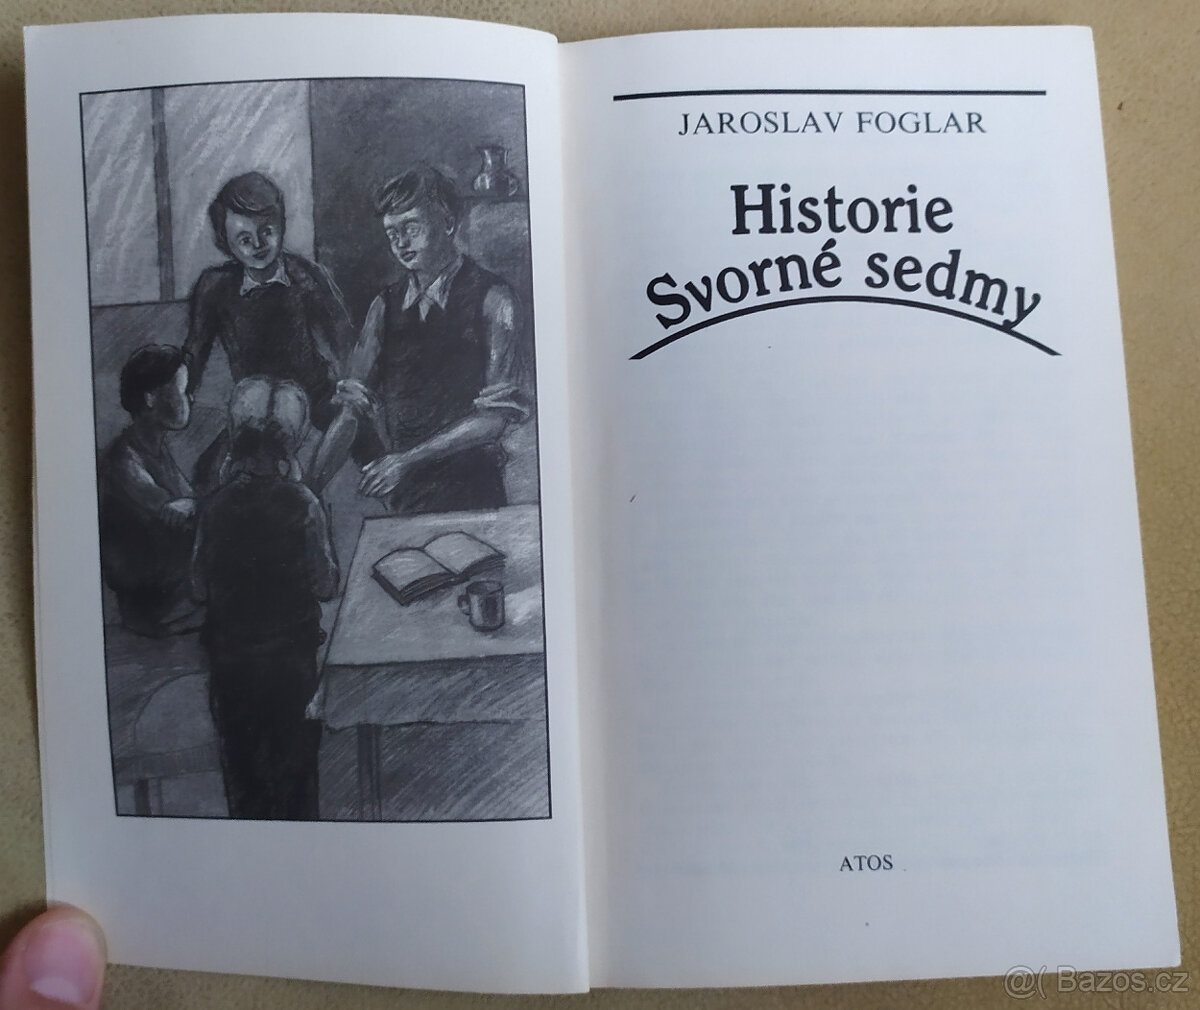 JAROSLAV FOGLAR
Historie
Svorné sedmy
ATOS
@( Bazos.cz